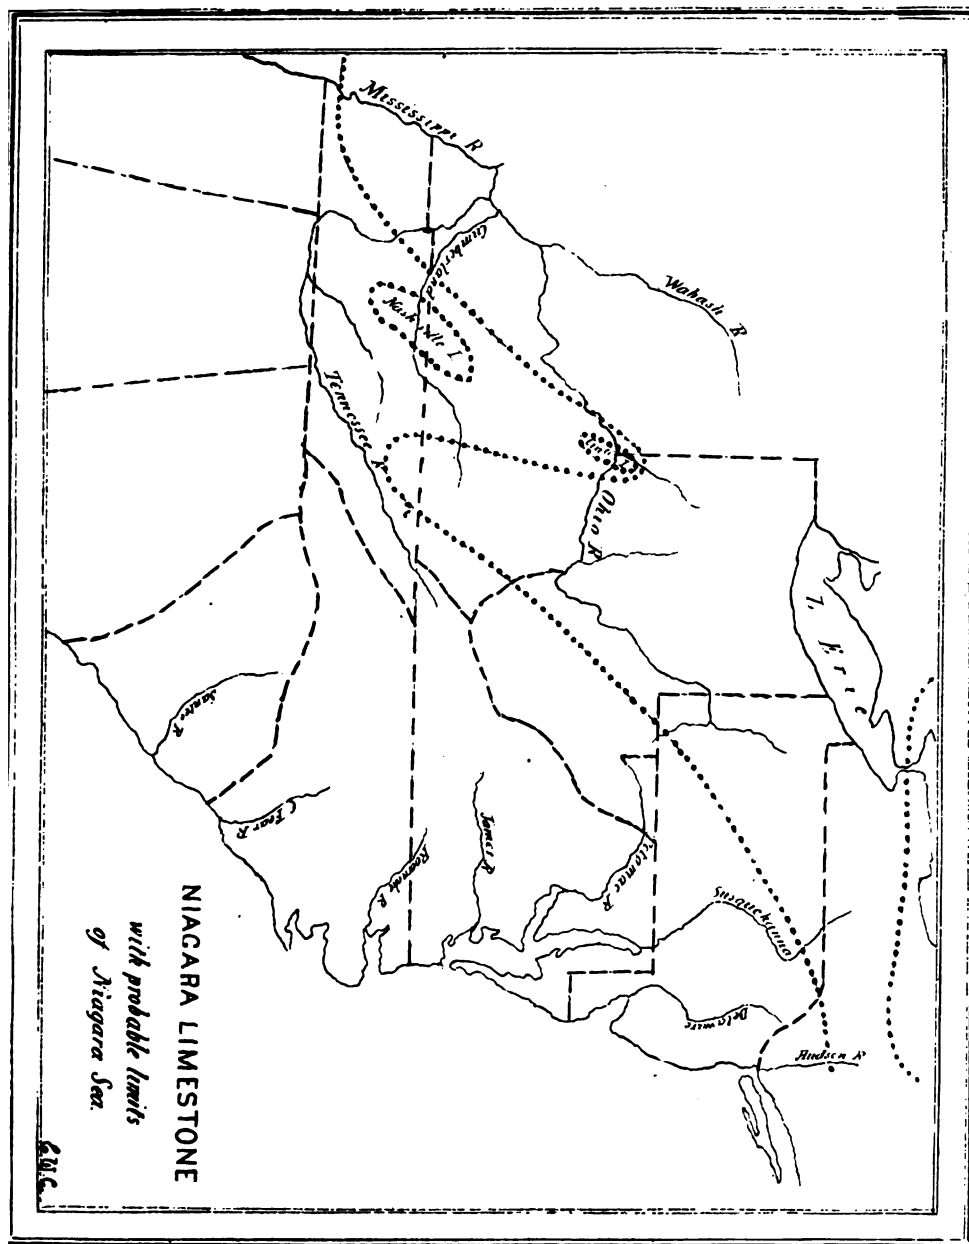 Mississippi R
Wabash R
Cumberland
Nashville I
Tennessee R
Ohio R
L. Erie
Santee R
C Fear R
Roanoke R
James R
Potomac R
Susquehanna
Delaware
Hudson R
NIAGARA LIMESTONE
with probable limits
of Niagara Sea.
E.W.C.